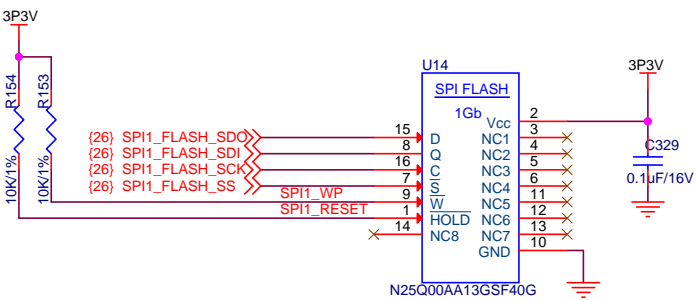 3P3V
R154
R153
10K/1%
10K/1%
{26} SPI1_FLASH_SDO
{26} SPI1_FLASH_SDI
{26} SPI1_FLASH_SCK
{26} SPI1_FLASH_SS
SPI1_WP
SPI1_RESET
15
8
16
7
9
1
14
U14
SPI FLASH
1Gb
D
Q
C
S
W
HOLD
NC8
Vcc
NC1
NC2
NC3
NC4
NC5
NC6
NC7
GND
2
3
4
5
6
11
12
13
10
N25Q00AA13GSF40G
3P3V
C329
0.1uF/16V